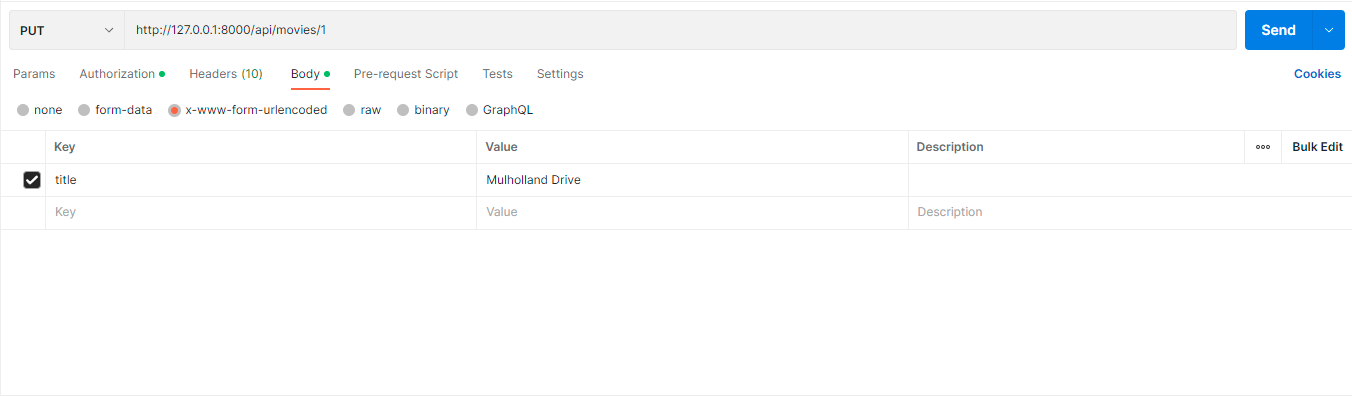 PUT http://127.0.0.1:8000/api/movies/1 Send
Params Authorization Headers (10) Body Pre-request Script Tests Settings Cookies
none form-data x-www-form-urlencoded raw binary GraphQL
Key Value Description ooo Bulk Edit
title Mulholland Drive
Key Value Description